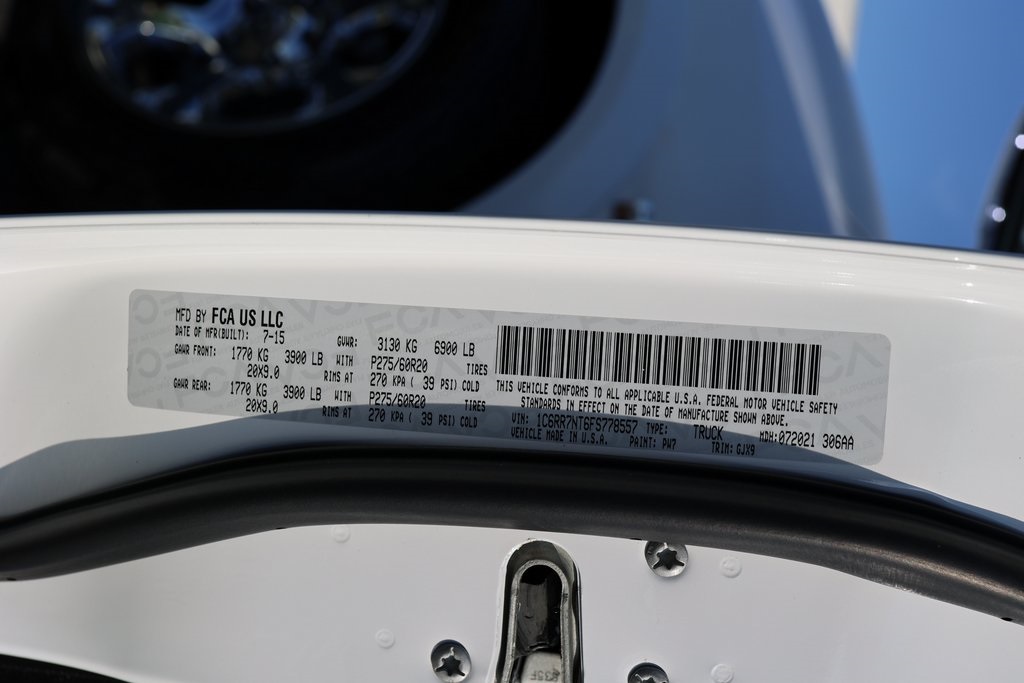 MFD BY FCA US LLC
DATE OF MFR(BUILT): 7-15 GVWR: 3130 KG 6900 LB
GAWR FRONT: 1770 KG 3900 LB WITH P275/60R20 TIRES
20X9.0 RIMS AT 270 KPA ( 39 PSI) COLD
GAWR REAR: 1770 KG 3900 LB WITH P275/60R20 TIRES
20X9.0 RIMS AT 270 KPA ( 39 PSI) COLD
THIS VEHICLE CONFORMS TO ALL APPLICABLE U.S.A. FEDERAL MOTOR VEHICLE SAFETY
STANDARDS IN EFFECT ON THE DATE OF MANUFACTURE SHOWN ABOVE.
VIN: 1C6RR7NT6FS778557 TYPE: TRUCK MDH:072021 306AA
VEHICLE MADE IN U.S.A. PAINT: PW7 TRIM: GJX9